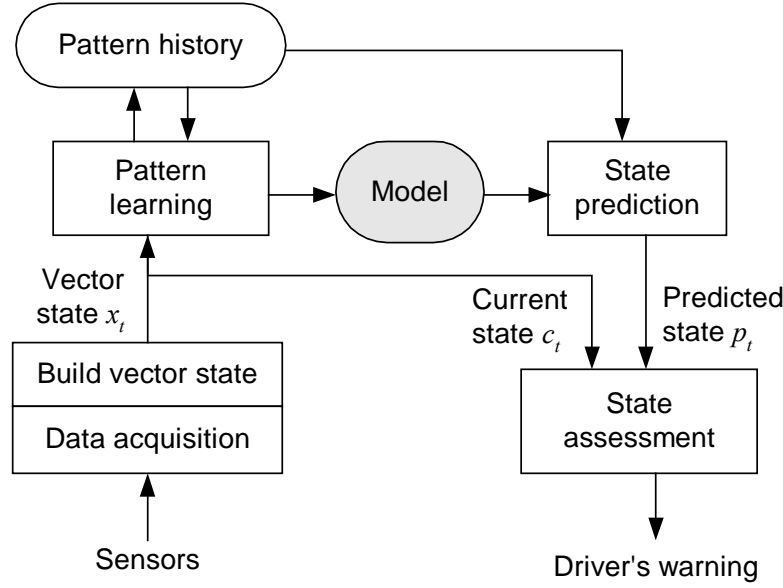 Pattern history
Pattern
learning
Model
State
prediction
Vector
state x_t
Current
state c_t
Predicted
state p_t
Build vector state
Data acquisition
State
assessment
Sensors
Driver's warning